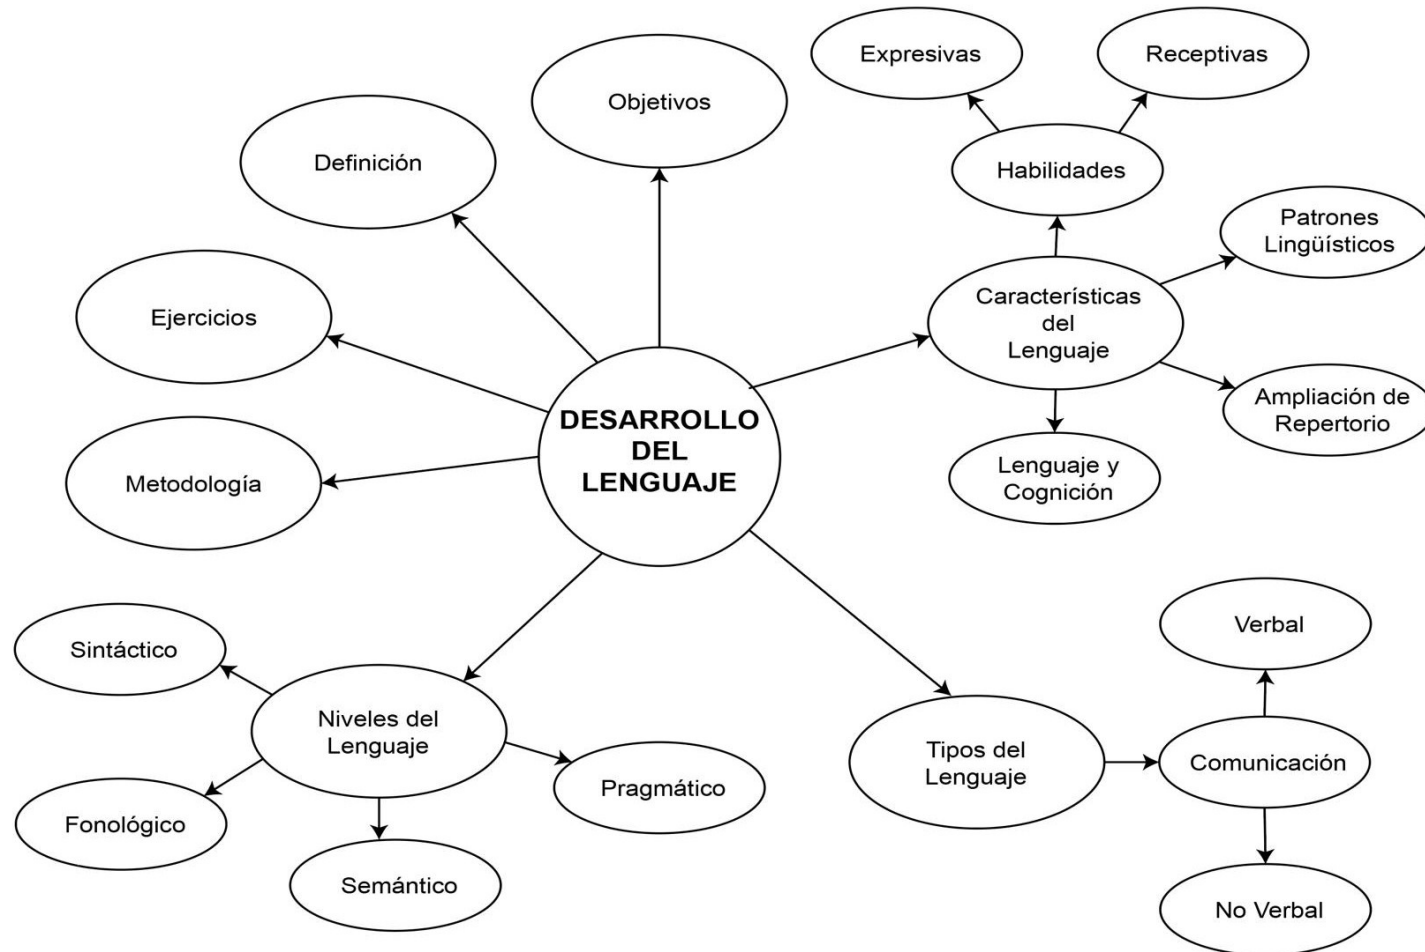 Expresivas
Receptivas
Objetivos
Definición
Habilidades
Patrones
Lingüísticos
Ejercicios
Características
del
Lenguaje
Ampliación de
Repertorio
DESARROLLO
DEL
LENGUAJE
Metodología
Lenguaje y
Cognición
Verbal
Sintáctico
Niveles del
Lenguaje
Tipos del
Lenguaje
Comunicación
Pragmático
Fonológico
Semántico
No Verbal